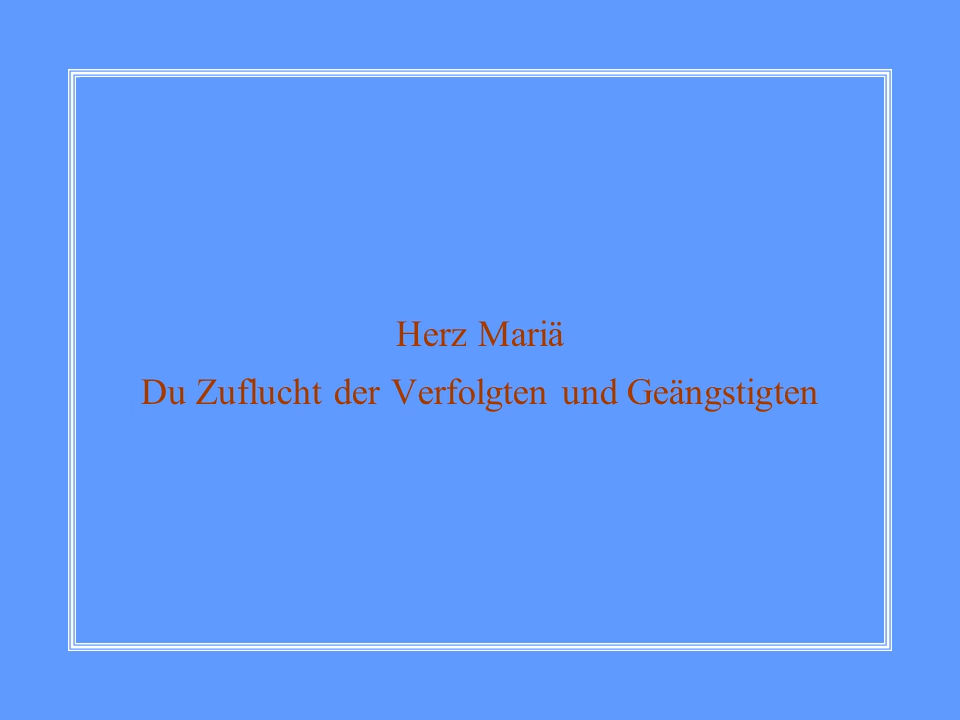 Herz Mariä
Du Zuflucht der Verfolgten und Geängstigten